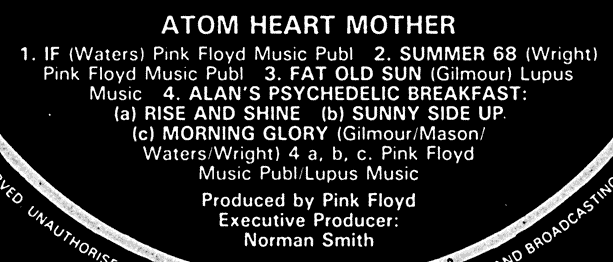 ATOM HEART MOTHER
1. IF (Waters) Pink Floyd Music Publ 2. SUMMER 68 (Wright)
Pink Floyd Music Publ 3. FAT OLD SUN (Gilmour) Lupus
Music 4. ALAN'S PSYCHEDELIC BREAKFAST:
(a) RISE AND SHINE (b) SUNNY SIDE UP.
(c) MORNING GLORY (Gilmour/Mason/
Waters/Wright) 4 a, b, c. Pink Floyd
Music Publ/Lupus Music
Produced by Pink Floyd
Executive Producer:
Norman Smith
UNAUTHORISE
AND BROADCASTING